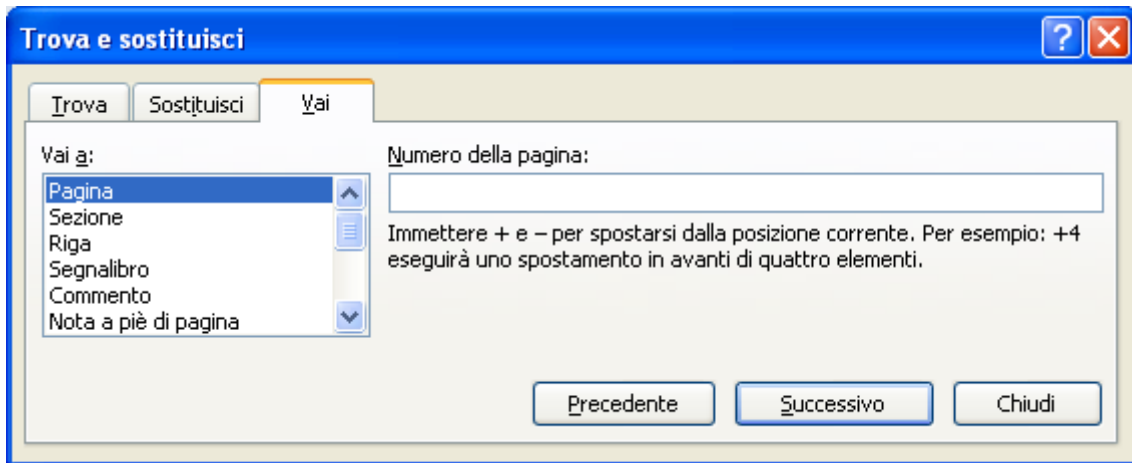 Trova e sostituisci
Trova
Sostituisci
Vai
Vai a:
Pagina
Sezione
Riga
Segnalibro
Commento
Nota a piè di pagina
Numero della pagina:
Immettere + e – per spostarsi dalla posizione corrente. Per esempio: +4
eseguirà uno spostamento in avanti di quattro elementi.
Precedente
Successivo
Chiudi